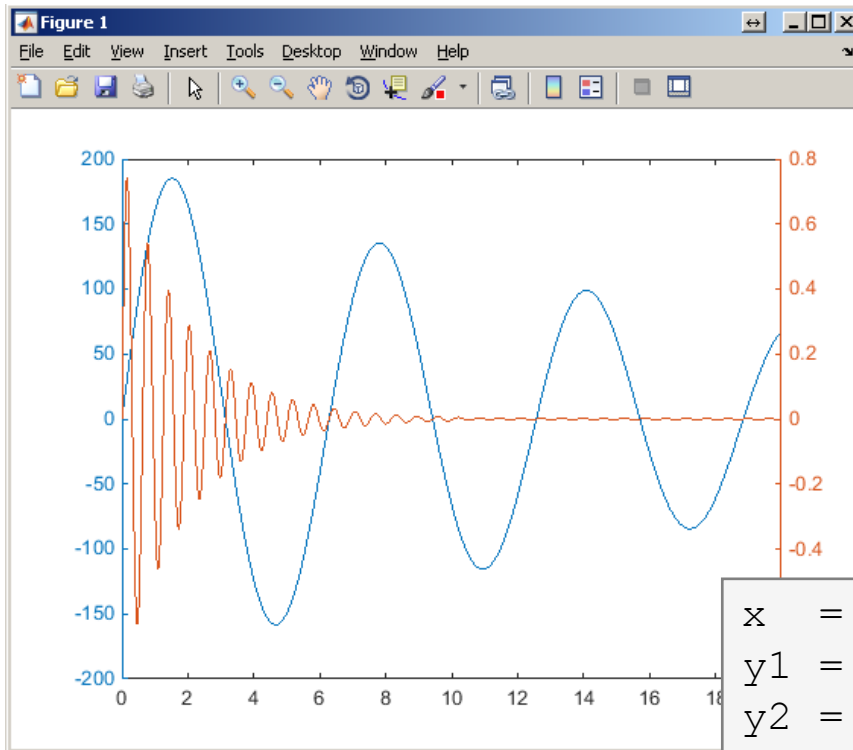 Figure 1
File Edit View Insert Tools Desktop Window Help
200 0.8
150 0.6
100 0.4
50 0.2
0 0
-50 -0.2
-100 -0.4
-150
-200
0 2 4 6 8 10 12 14 16
x =
y1 =
y2 =